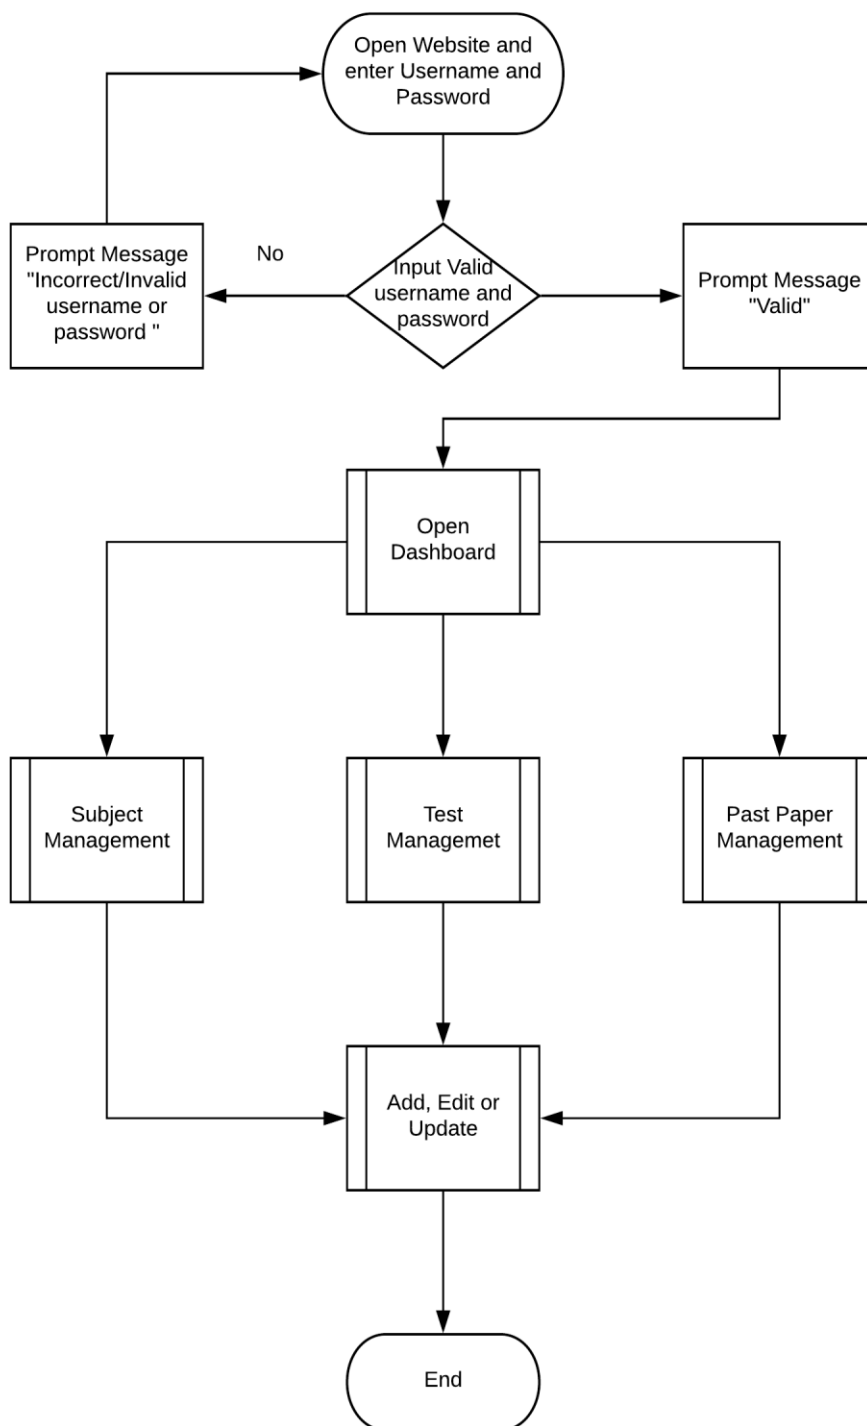 Open Website and
enter Username and
Password
Prompt Message
"Incorrect/Invalid
username or
password "
No
Input Valid
username and
password
Prompt Message
"Valid"
Open
Dashboard
Subject
Management
Test
Managemet
Past Paper
Management
Add, Edit or
Update
End